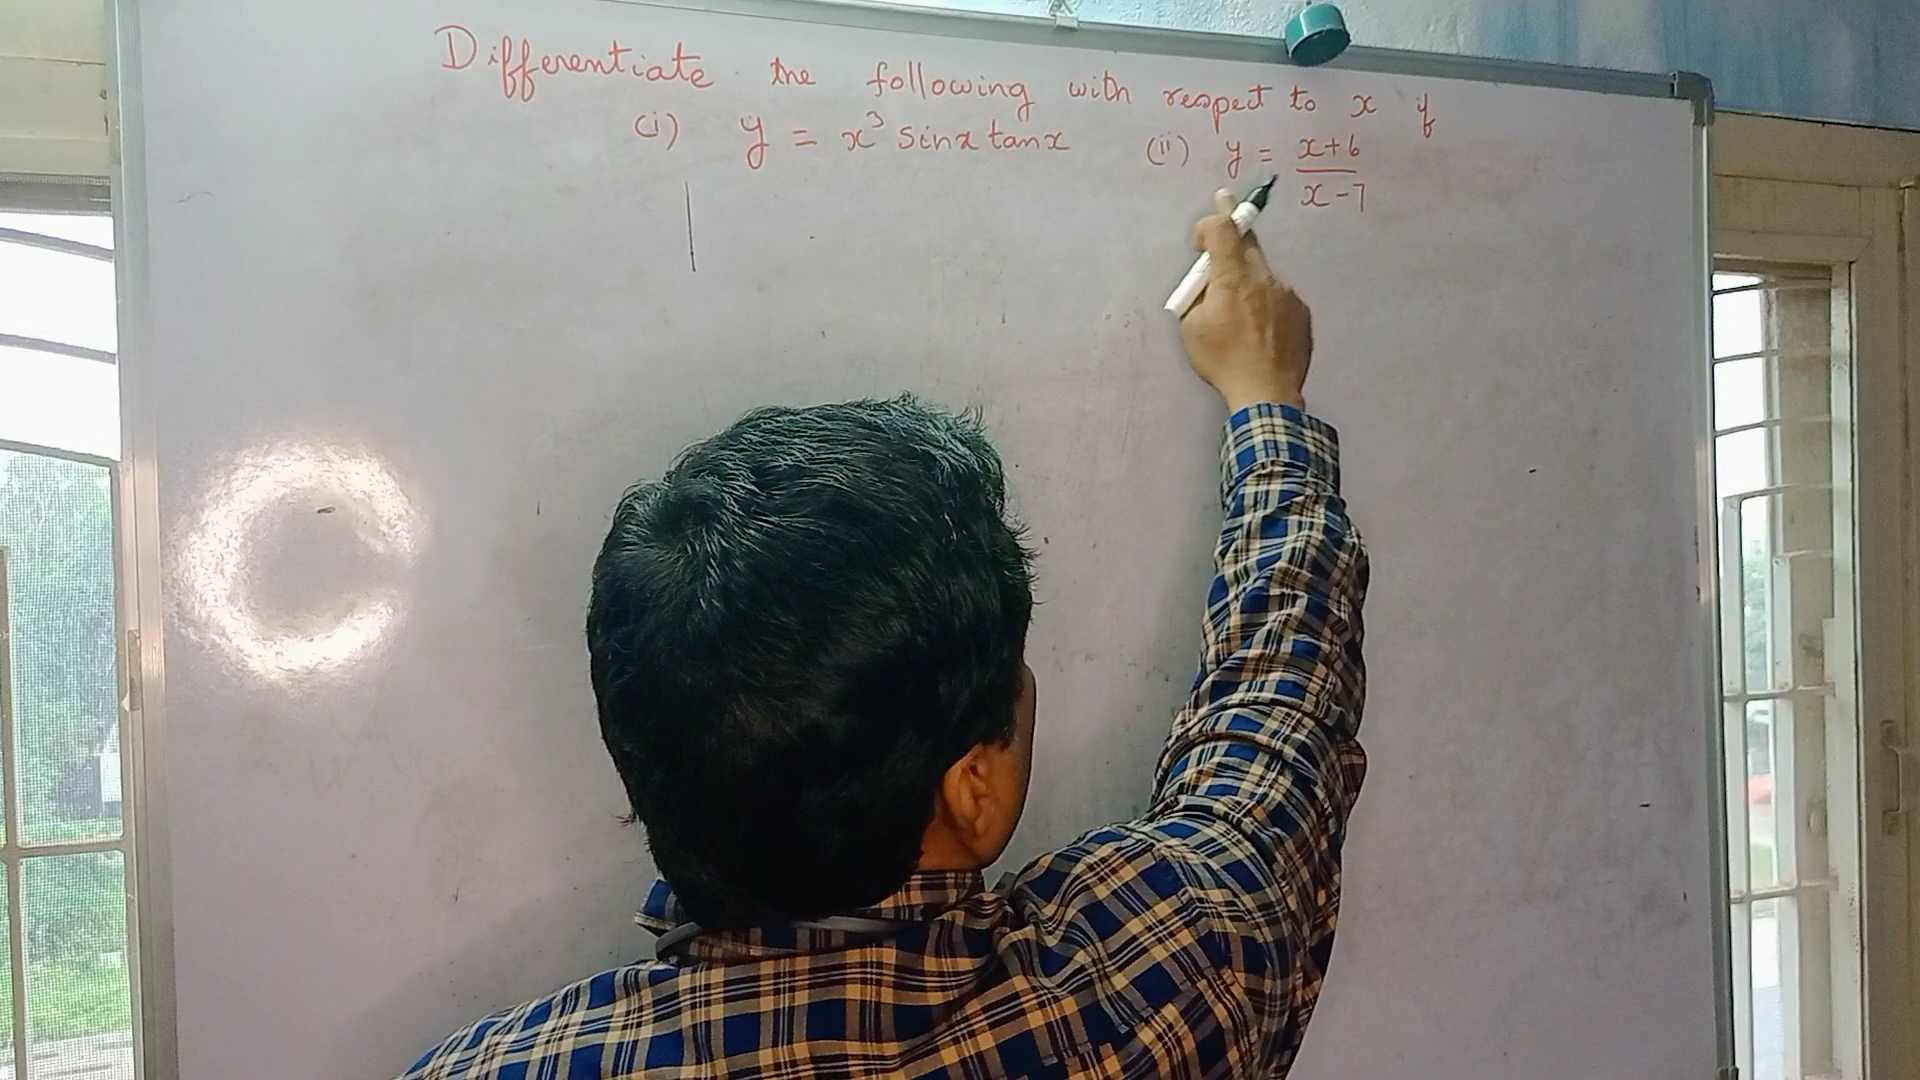 Differentiate the following with respect to x if
(i) y = x³ sinx tanx (ii) y = x+6
x-7